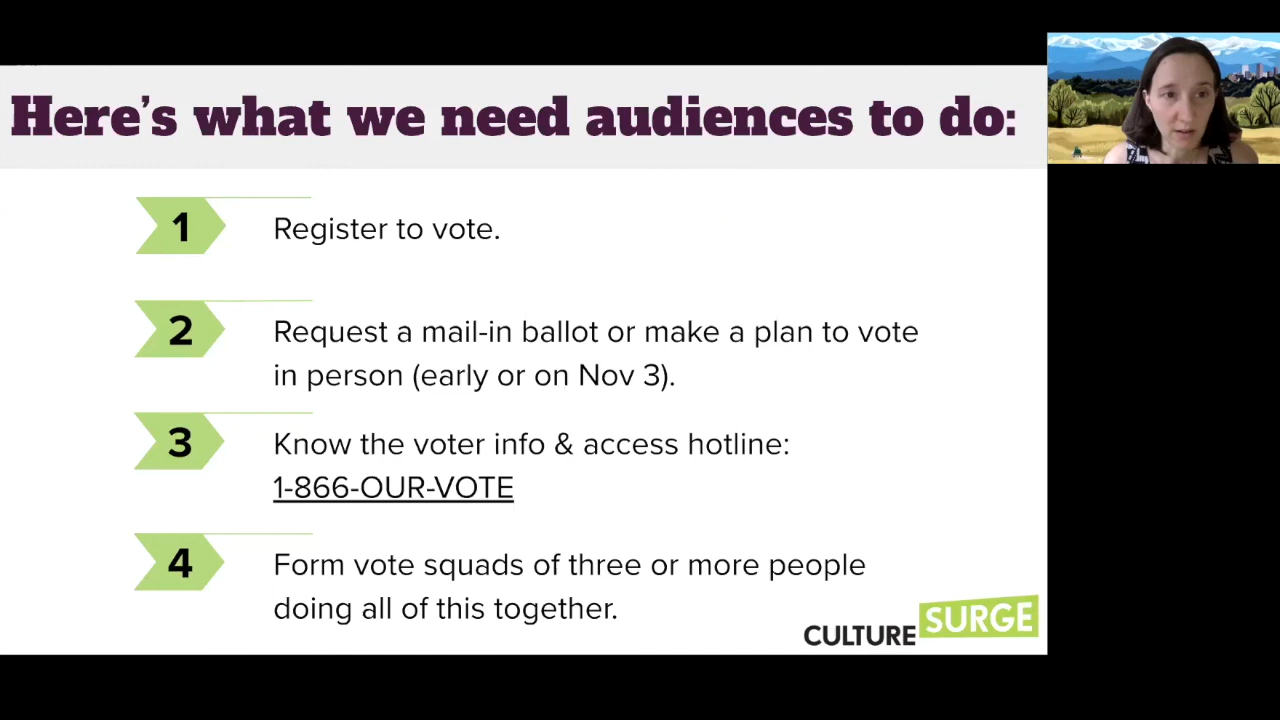 Here's what we need audiences to do:
1
Register to vote.
2
Request a mail-in ballot or make a plan to vote
in person (early or on Nov 3).
3
Know the voter info & access hotline:
1-866-OUR-VOTE
4
Form vote squads of three or more people
doing all of this together.
CULTURE SURGE